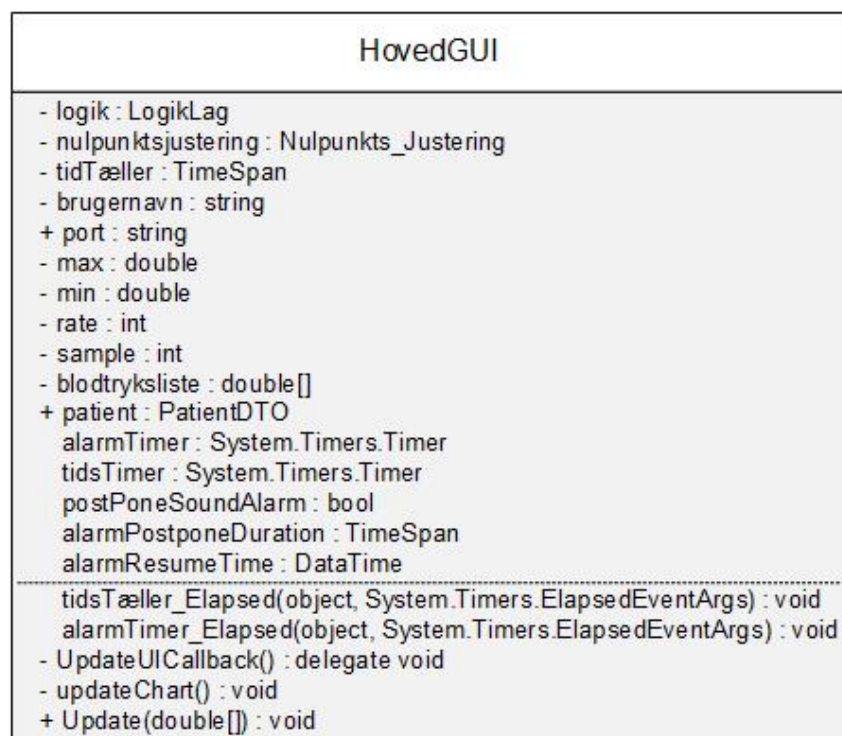 HovedGUI
- logik : LogikLag
- nulpunktsjustering : Nulpunkts_Justering
- tidTæller : TimeSpan
- brugernavn : string
+ port : string
- max : double
- min : double
- rate : int
- sample : int
- blodtryksliste : double[]
+ patient : PatientDTO
alarmTimer : System.Timers.Timer
tidsTimer : System.Timers.Timer
postPoneSoundAlarm : bool
alarmPostponeDuration : TimeSpan
alarmResumeTime : DataTime
tidsTæller_Elapsed(object, System.Timers.ElapsedEventArgs) : void
alarmTimer_Elapsed(object, System.Timers.ElapsedEventArgs) : void
- UpdateUICallback() : delegate void
- updateChart() : void
+ Update(double[]) : void